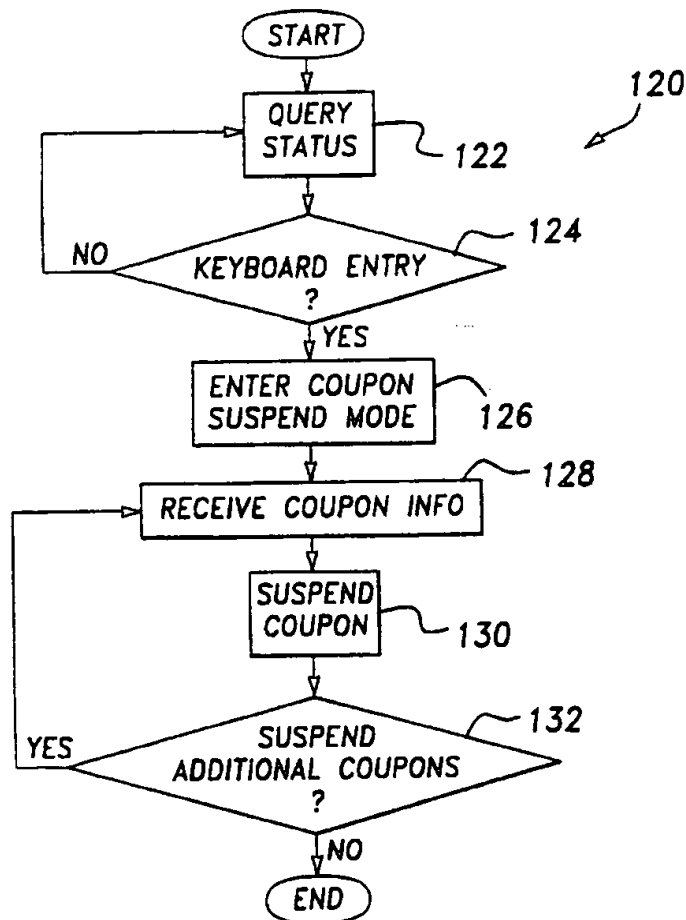 START
120
QUERY
STATUS
122
124
NO
KEYBOARD ENTRY
?
YES
ENTER COUPON
SUSPEND MODE
126
128
RECEIVE COUPON INFO
SUSPEND
COUPON
130
132
YES
SUSPEND
ADDITIONAL COUPONS
?
NO
END